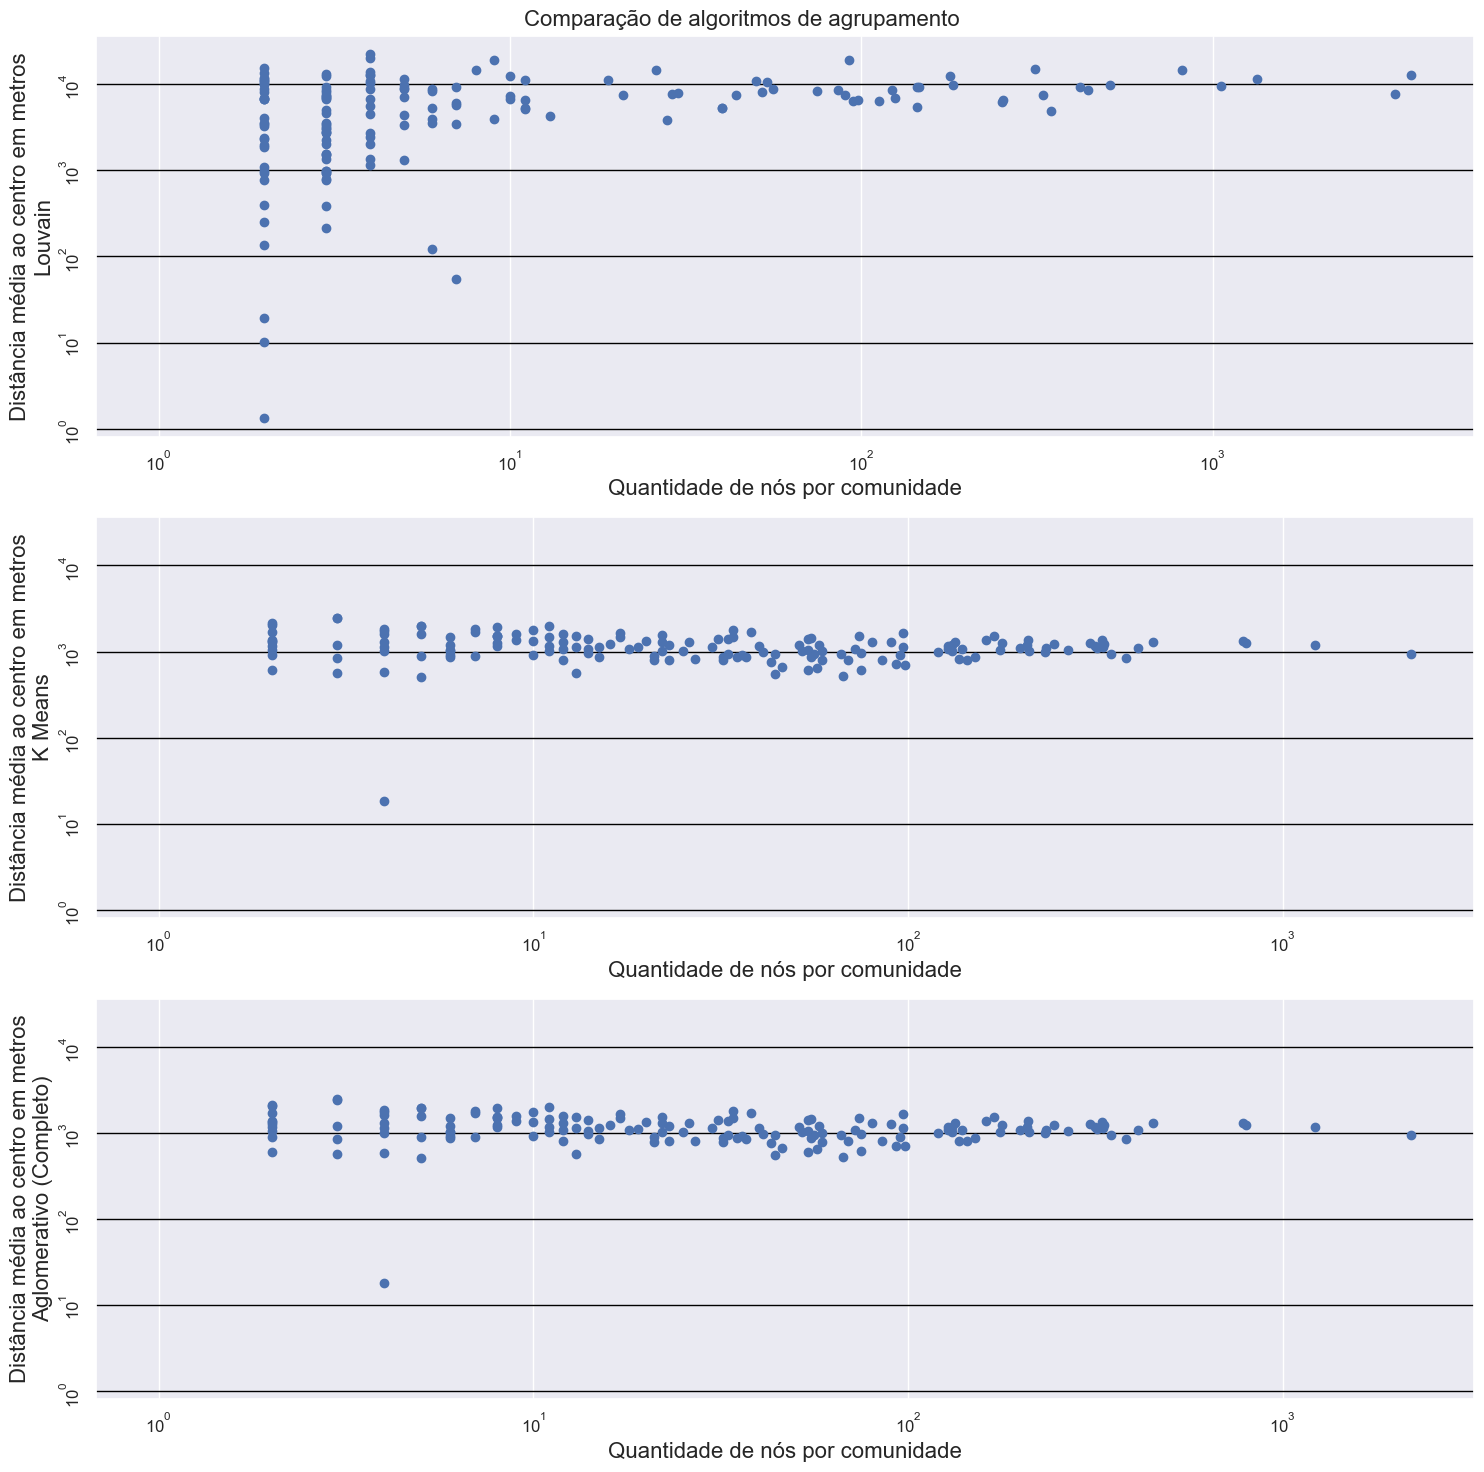 Comparação de algoritmos de agrupamento
Distância média ao centro em metros
Louvain
10⁴
10³
10²
10¹
10⁰
10⁰ 10¹ 10² 10³
Quantidade de nós por comunidade
Distância média ao centro em metros
K Means
10⁴
10³
10²
10¹
10⁰
10⁰ 10¹ 10² 10³
Quantidade de nós por comunidade
Distância média ao centro em metros
Aglomerativo (Completo)
10⁴
10³
10²
10¹
10⁰
10⁰ 10¹ 10² 10³
Quantidade de nós por comunidade